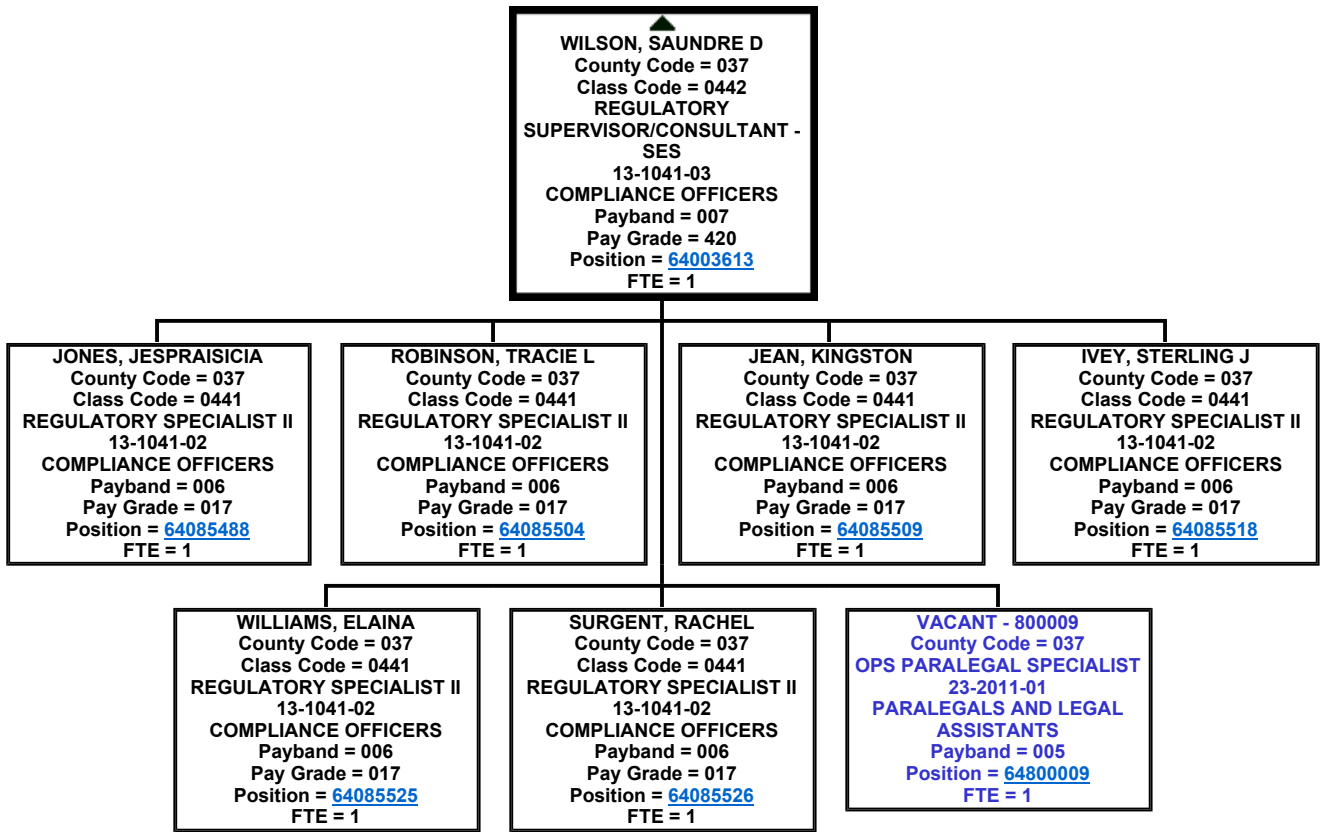 WILSON, SAUNDRE D
County Code = 037
Class Code = 0442
REGULATORY
SUPERVISOR/CONSULTANT -
SES
13-1041-03
COMPLIANCE OFFICERS
Payband = 007
Pay Grade = 420
Position = 64003613
FTE = 1
JONES, JESPRAISICIA
County Code = 037
Class Code = 0441
REGULATORY SPECIALIST II
13-1041-02
COMPLIANCE OFFICERS
Payband = 006
Pay Grade = 017
Position = 64085488
FTE = 1
ROBINSON, TRACIE L
County Code = 037
Class Code = 0441
REGULATORY SPECIALIST II
13-1041-02
COMPLIANCE OFFICERS
Payband = 006
Pay Grade = 017
Position = 64085504
FTE = 1
JEAN, KINGSTON
County Code = 037
Class Code = 0441
REGULATORY SPECIALIST II
13-1041-02
COMPLIANCE OFFICERS
Payband = 006
Pay Grade = 017
Position = 64085509
FTE = 1
IVEY, STERLING J
County Code = 037
Class Code = 0441
REGULATORY SPECIALIST II
13-1041-02
COMPLIANCE OFFICERS
Payband = 006
Pay Grade = 017
Position = 64085518
FTE = 1
WILLIAMS, ELAINA
County Code = 037
Class Code = 0441
REGULATORY SPECIALIST II
13-1041-02
COMPLIANCE OFFICERS
Payband = 006
Pay Grade = 017
Position = 64085525
FTE = 1
SURGENT, RACHEL
County Code = 037
Class Code = 0441
REGULATORY SPECIALIST II
13-1041-02
COMPLIANCE OFFICERS
Payband = 006
Pay Grade = 017
Position = 64085526
FTE = 1
VACANT - 800009
County Code = 037
OPS PARALEGAL SPECIALIST
23-2011-01
PARALEGALS AND LEGAL
ASSISTANTS
Payband = 005
Position = 64800009
FTE = 1